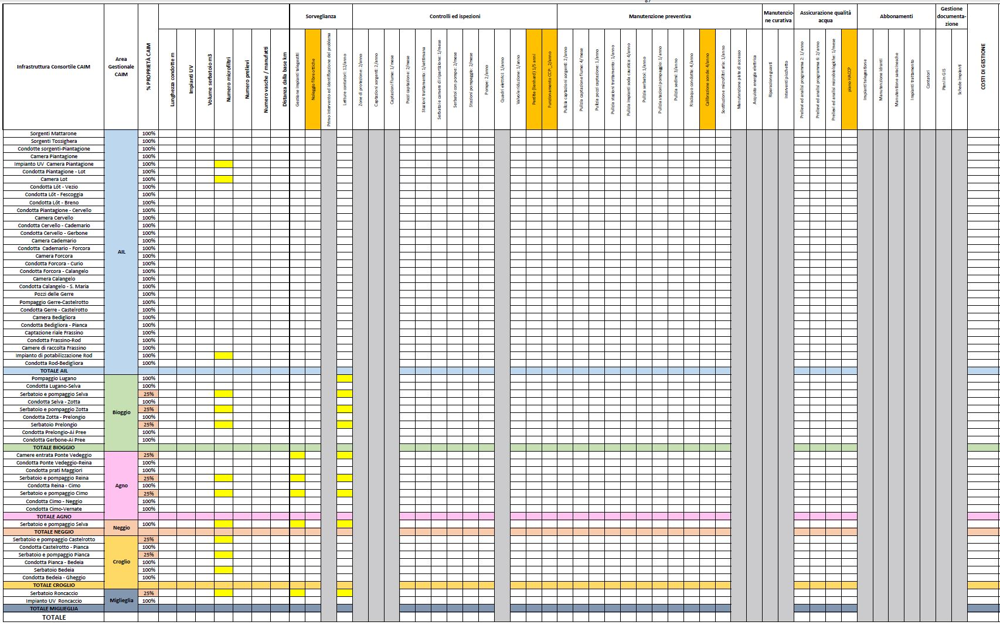 87
Infrastruttura Consortile CAIM
Area
Gestionale
CAIM
% PROPRIETÀ CAIM
Lunghezza condotte m
Impianti UV
Volume serbatoio m3
Numero microfiltri
Numero prelievi
Numero vasche / manufatti
Distanza dalla base km
Sorveglianza
Gestione impianti telegestiti
Noleggio fibre ottiche
Primo intervento ed identificazione del problema
Letture contatori: 12/anno
Controlli ed ispezioni
Zone di protezione: 2/anno
Captazioni sorgenti: 2/anno
Captazioni fiume: 1/mese
Pozzi captazione: 2/mese
Stazioni trattamento: 1/settimana
Serbatoi e camere di ripartizione: 1/mese
Serbatoi con pompe: 2/mese
Stazioni pompaggio: 2/mese
Pompe: 2/anno
Quadri elettrici: 1/anno
Valvole riduzione: 1/anno
Perdite (lienhard) 1/5 anni
Funzionamento CCP:_2/anno
Manutenzione preventiva
Pulizia captazioni sorgenti: 2/anno
Pulizia captazione fiume: 4/mese
Pulizia pozzi captazione: 1/anno
Pulizia stazioni trattamento: 1/anno
Pulizia impianti soda caustica: 4/anno
Pulizia serbatoi: 1/anno
Pulizia stazioni pompaggio: 1/anno
Pulizia sedimi: 3/anno
Risciaquo condotte: 4/anno
Calibrazione sonde: 4/anno
Sostituzione microfiltri aria: 1/anno
Manutenzione piste di accesso
Acquisto energia elettrica
Manutenzio-
ne curativa
Riparazione guasti
Interventi picchetto
Assicurazione qualità
acqua
Prelievi ed analisi programma 2: 1/anno
Prelievi ed analisi programma 6: 2/anno
Prelievi ed analisi microbiologiche: 1/mese
piano HACCP
Abbonamenti
Impianti telegestione
Manutenzione idranti
Manutentione saracinesche
Impianti trattamento
Contatori
Gestione
documenta-
zione
Piani in GIS
Schede impianti
COSTI DI GESTIONE
Sorgenti Mattarone 100%
Sorgenti Tossighera 100%
Condotte sorgenti-Piantagione 100%
Camera Piantagione 100%
Impianto UV Camera Piantagione 100%
Condotta Piantagione - Lot 100%
Camera Lot 100%
Condotta Löt - Vezio 100%
Condotta Löt - Fescoggia 100%
Condotta Löt - Breno 100%
Condotta Piantagione - Cervello 100%
Camera Cervello 100%
Condotta Cervello - Cademario 100%
Condotta Cervello - Gerbone 100%
Camera Cademario 100%
Condotta Cademario - Forcora 100%
AIL
Camera Forcora 100%
Condotta Forcora - Curio 100%
Condotta Forcora - Calangelo 100%
Camera Calangelo 100%
Condotta Calangelo - S. Maria 100%
Pozzi delle Gerre 100%
Pompaggio Gerre-Castelrotto 100%
Condotta Gerre - Castelrotto 100%
Camera Bedigliora 100%
Condotta Bedigliora - Pianca 100%
Captazione riale Frassino 100%
Condotta Frassino-Rod 100%
Camere di raccolta Frassino 100%
Impianto di potabilizzazione Rod 100%
Condotta Rod-Bedigliora 100%
TOTALE AIL
Pompaggio Lugano 100%
Condotta Lugano-Selva 100%
Serbatoio e pompaggio Selva 25%
Condotta Selva - Zotta 100%
Serbatoio e pompaggio Zotta 25%
Bioggio
Condotta Zotta - Prelongio 100%
Serbatoio Prelongio 25%
Condotta Prelongio-Ai Pree 100%
Condotta Gerbone-Ai Pree 100%
TOTALE BIOGGIO
Camere entrata Ponte Vedeggio 25%
Condotta Ponte Vedeggio-Reina 100%
Condotta prati Maggiori 100%
Serbatoio e pompaggio Reina 25%
Condotta Reina - Cimo Agno 100%
Serbatoio e pompaggio Cimo 25%
Condotta Cimo - Neggio 100%
Condotta Cimo-Vernate 100%
TOTALE AGNO
Serbatoio e pompaggio Selva 100%
Neggio
TOTALE NEGGIO
Serbatoio e pompaggio Castelrotto 25%
Condotta Castelrotto - Pianca 100%
Serbatoio e pompaggio Pianca 25%
Condotta Pianca - Bedeia Croglio 100%
Serbatoio Bedeia 100%
Condotta Bedeia - Gheggio 100%
TOTALE CROGLIO
Serbatoio Roncaccio 25%
Impianto UV Roncaccio Miglieglia 100%
TOTALE MIGLIEGLIA
TOTALE